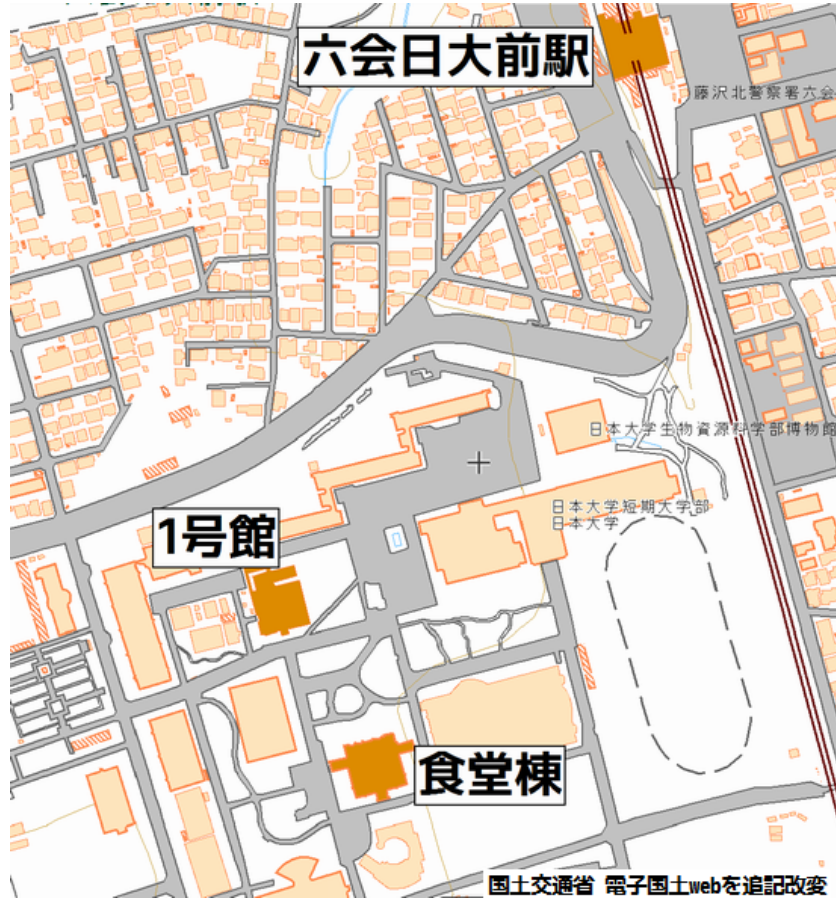 六会日大前駅
藤沢北警察署六会
日本大学生物資源科学部博物館
日本大学短期大学部
日本大学
1号館
食堂棟
国土交通省 電子国土webを追記改変